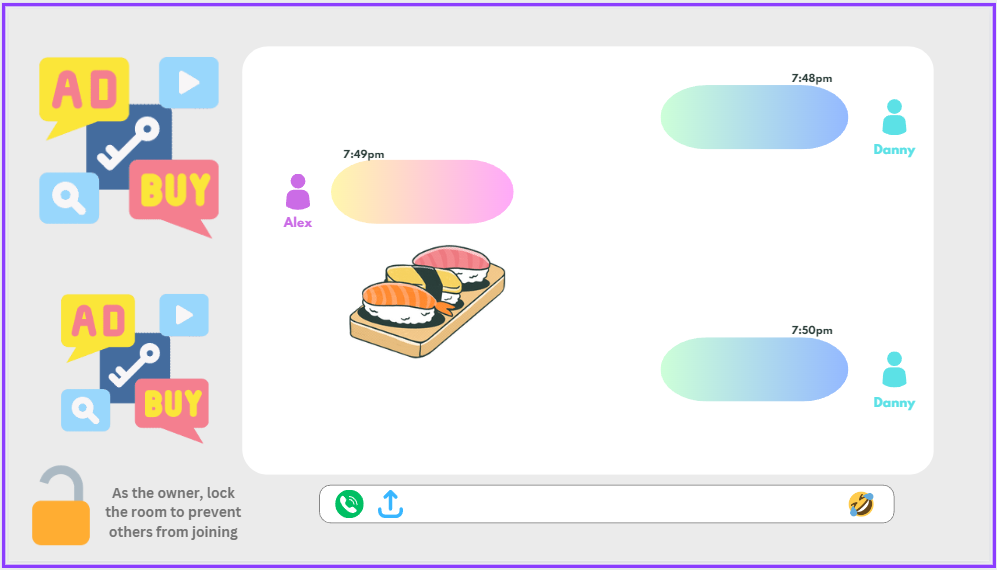 AD
BUY
AD
BUY
7:48pm
Danny
7:49pm
Alex
7:50pm
Danny
As the owner, lock
the room to prevent
others from joining